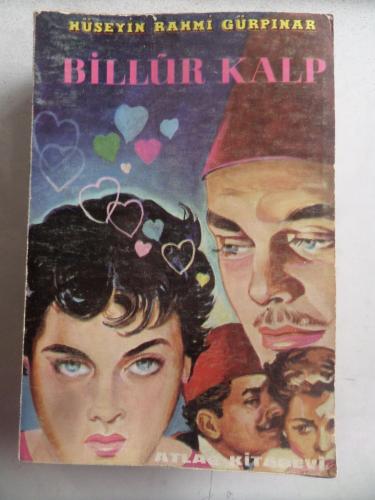 HÜSEYİN RAHMİ GÜRPINAR
BİLLÛR KALP
ATLAS KİTABEVİ